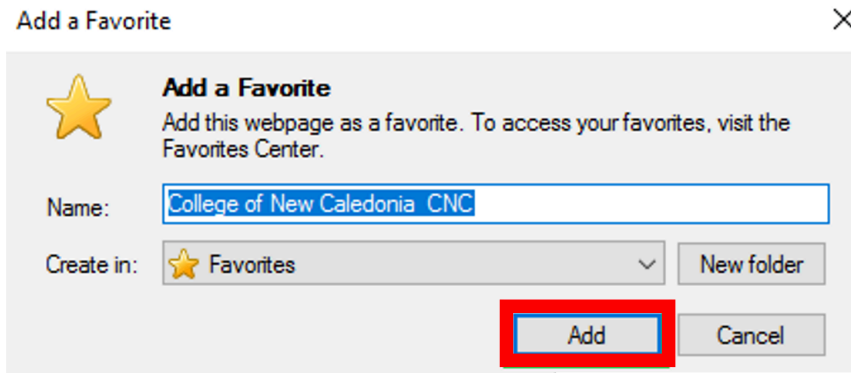 Add a Favorite
Add a Favorite
Add this webpage as a favorite. To access your favorites, visit the
Favorites Center.
Name: College of New Caledonia  CNC
Create in: Favorites New folder
Add Cancel